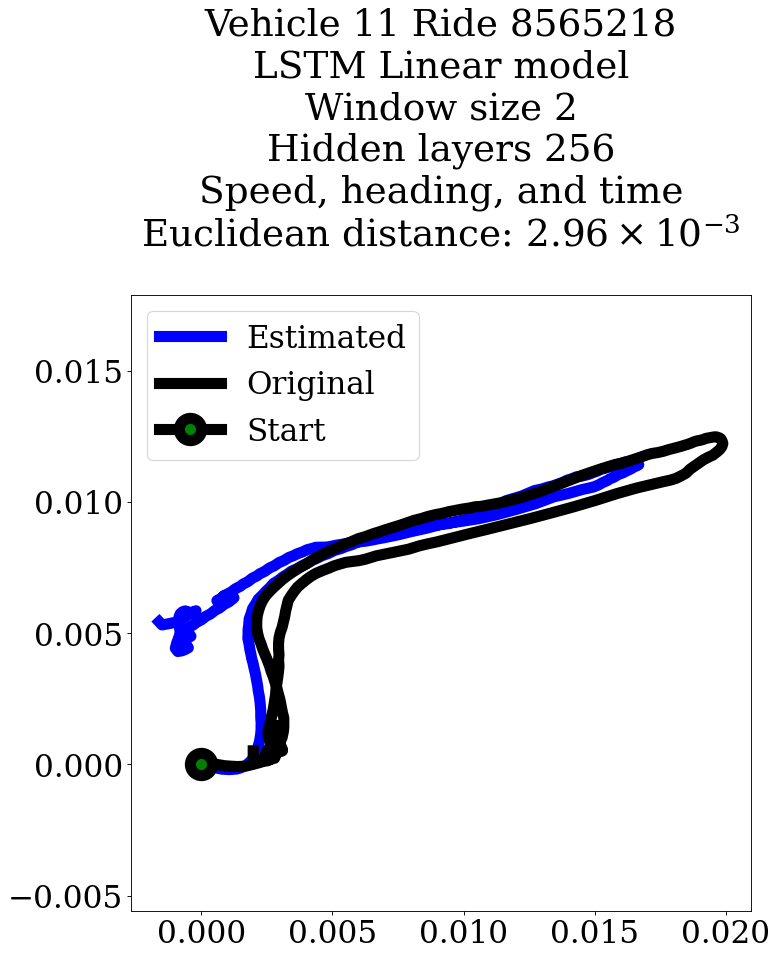 Vehicle 11 Ride 8565218
LSTM Linear model
Window size 2
Hidden layers 256
Speed, heading, and time
Euclidean distance: 2.96 × 10⁻³
Estimated
Original
Start
0.015
0.010
0.005
0.000
−0.005
0.000 0.005 0.010 0.015 0.020